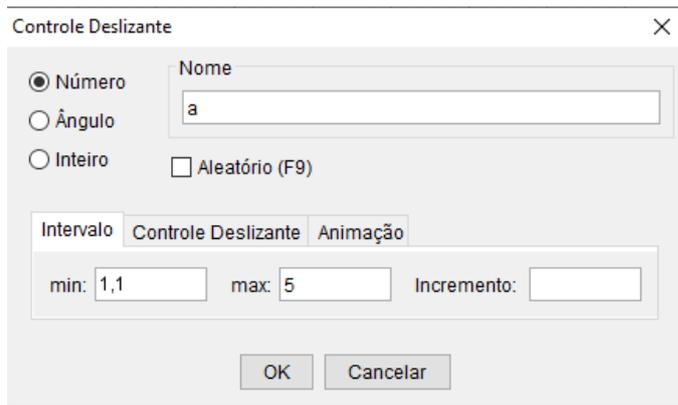 Controle Deslizante
Nome
Número
a
Ângulo
Inteiro
Aleatório (F9)
Intervalo Controle Deslizante Animação
min: 1,1 max: 5 Incremento:
OK Cancelar